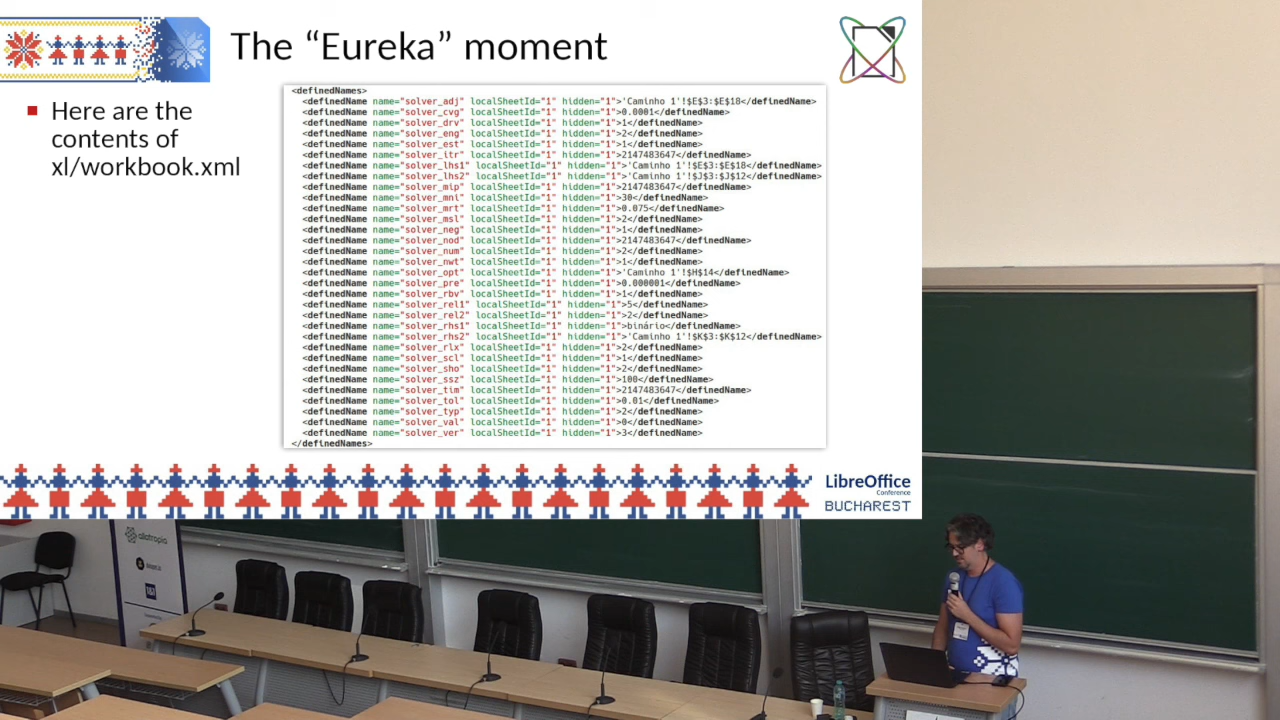 The “Eureka” moment
▪ Here are the
contents of
xl/workbook.xml
<definedNames>
<definedName name="solver_adj" localSheetId="1" hidden="1">'Caminho 1'!$E$3:$E$18</definedName>
<definedName name="solver_cvg" localSheetId="1" hidden="1">0.0001</definedName>
<definedName name="solver_drv" localSheetId="1" hidden="1">1</definedName>
<definedName name="solver_eng" localSheetId="1" hidden="1">2</definedName>
<definedName name="solver_est" localSheetId="1" hidden="1">1</definedName>
<definedName name="solver_itr" localSheetId="1" hidden="1">2147483647</definedName>
<definedName name="solver_lhs1" localSheetId="1" hidden="1">'Caminho 1'!$E$3:$E$18</definedName>
<definedName name="solver_lhs2" localSheetId="1" hidden="1">'Caminho 1'!$J$3:$J$12</definedName>
<definedName name="solver_mip" localSheetId="1" hidden="1">2147483647</definedName>
<definedName name="solver_mni" localSheetId="1" hidden="1">30</definedName>
<definedName name="solver_mrt" localSheetId="1" hidden="1">0.075</definedName>
<definedName name="solver_msl" localSheetId="1" hidden="1">2</definedName>
<definedName name="solver_neg" localSheetId="1" hidden="1">1</definedName>
<definedName name="solver_nod" localSheetId="1" hidden="1">2147483647</definedName>
<definedName name="solver_num" localSheetId="1" hidden="1">2</definedName>
<definedName name="solver_nwt" localSheetId="1" hidden="1">1</definedName>
<definedName name="solver_opt" localSheetId="1" hidden="1">'Caminho 1'!$H$14</definedName>
<definedName name="solver_pre" localSheetId="1" hidden="1">0.000001</definedName>
<definedName name="solver_rbv" localSheetId="1" hidden="1">1</definedName>
<definedName name="solver_rel1" localSheetId="1" hidden="1">5</definedName>
<definedName name="solver_rel2" localSheetId="1" hidden="1">2</definedName>
<definedName name="solver_rhs1" localSheetId="1" hidden="1">binário</definedName>
<definedName name="solver_rhs2" localSheetId="1" hidden="1">'Caminho 1'!$K$3:$K$12</definedName>
<definedName name="solver_rlx" localSheetId="1" hidden="1">2</definedName>
<definedName name="solver_scl" localSheetId="1" hidden="1">1</definedName>
<definedName name="solver_sho" localSheetId="1" hidden="1">2</definedName>
<definedName name="solver_ssz" localSheetId="1" hidden="1">100</definedName>
<definedName name="solver_tim" localSheetId="1" hidden="1">2147483647</definedName>
<definedName name="solver_tol" localSheetId="1" hidden="1">0.01</definedName>
<definedName name="solver_typ" localSheetId="1" hidden="1">2</definedName>
<definedName name="solver_val" localSheetId="1" hidden="1">0</definedName>
<definedName name="solver_ver" localSheetId="1" hidden="1">3</definedName>
</definedNames>
LibreOffice
Conference
BUCHAREST
allotropia